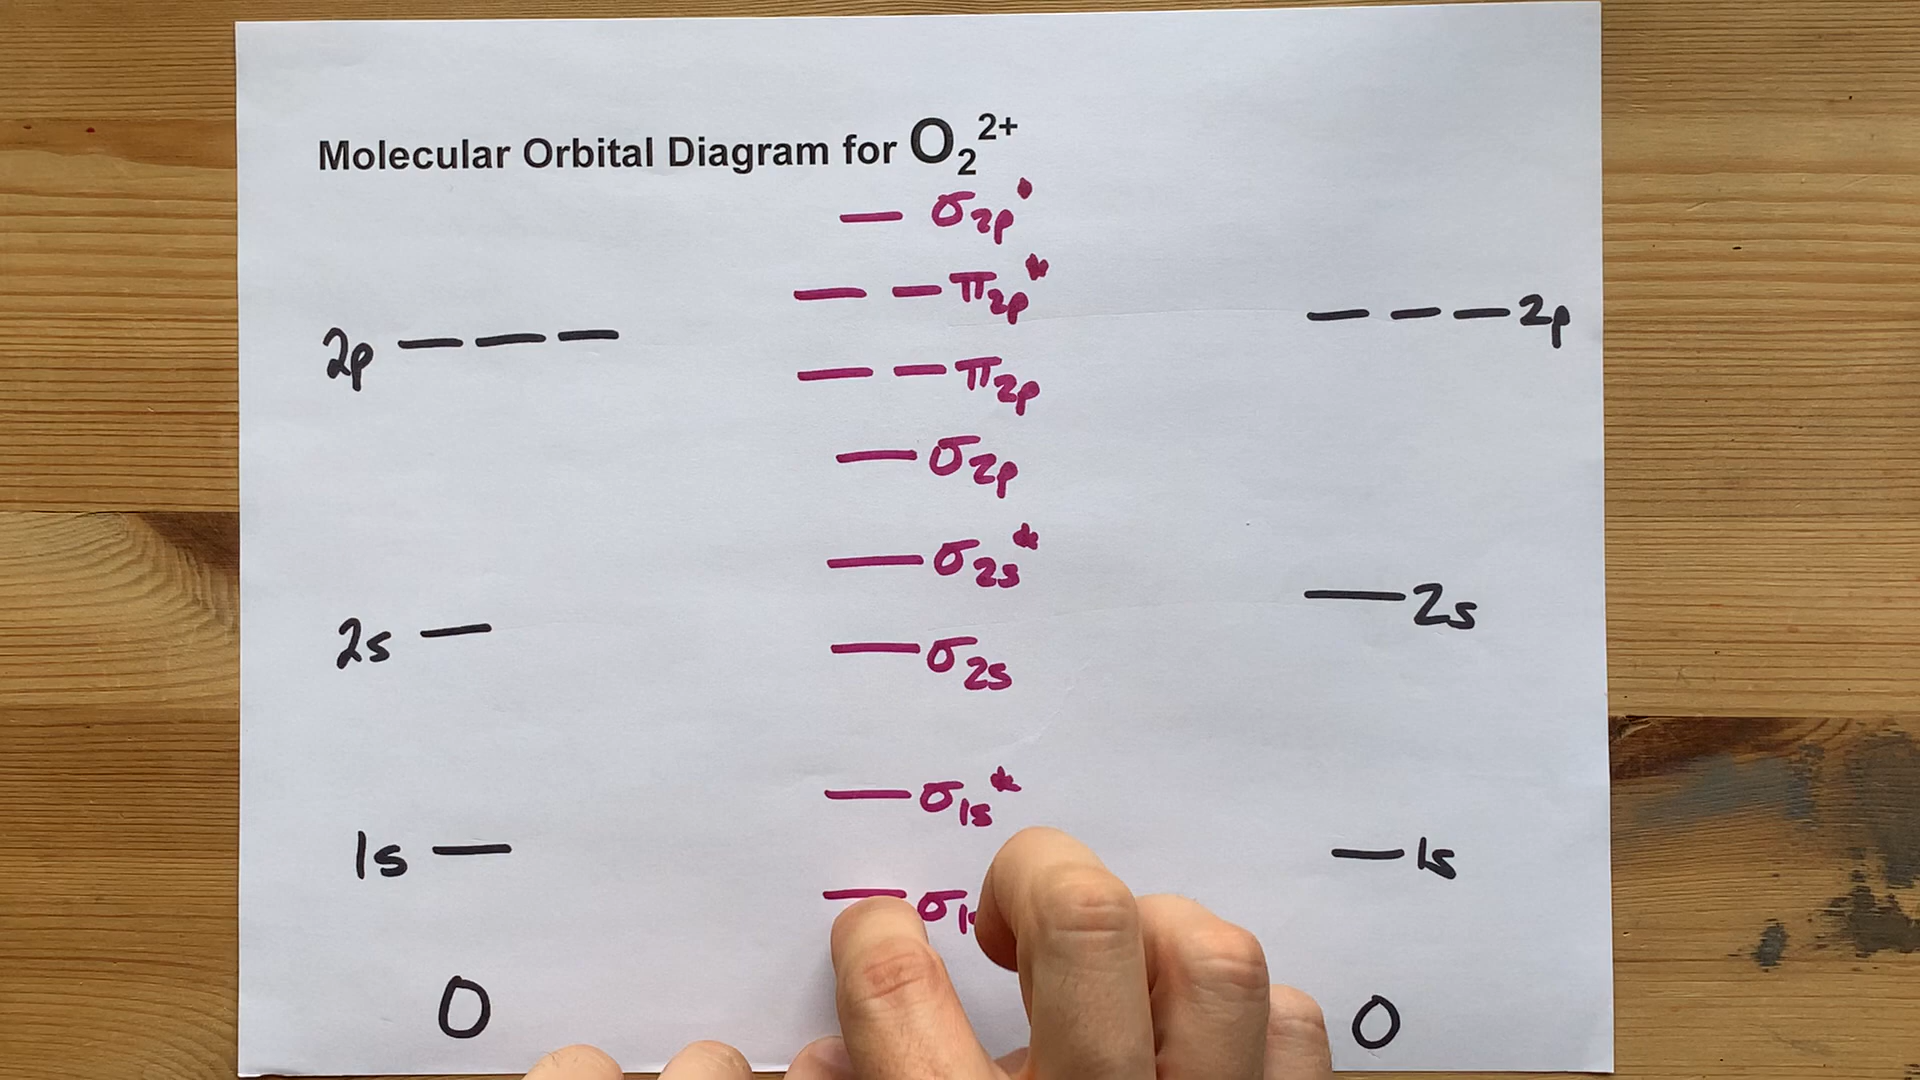 Molecular Orbital Diagram for O₂²⁺
σ2p*
π2p*
2p
2p
π2p
σ2p
σ2s*
2s
2s
σ2s
σ1s*
1s
1s
O
O